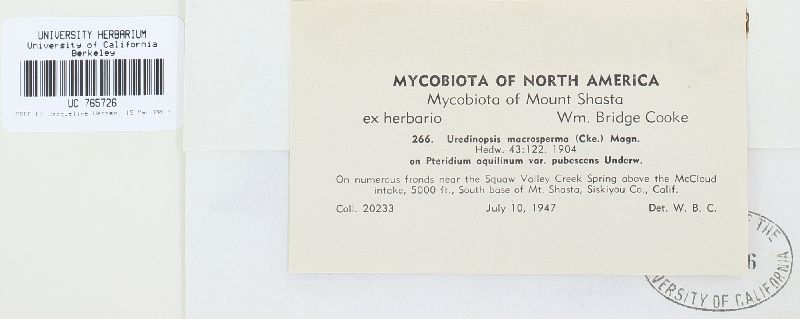 UNIVERSITY HERBARIUM
University of California
Berkeley
UC 765726
MYCOBIOTA OF NORTH AMERICA
Mycobiota of Mount Shasta
ex herbario Wm. Bridge Cooke
266. Uredinopsis macrosperma (Cke.) Magn.
Hedw. 43:122. 1904
on Pteridium aquilinum var. pubescens Underw.
On numerous fronds near the Squaw Valley Creek Spring above the McCloud
intake, 5000 ft., South base of Mt. Shasta, Siskiyou Co., Calif.
Coll. 20233 July 10, 1947 Det. W. B. C.
THE
6
UNIVERSITY OF CALIFORNIA